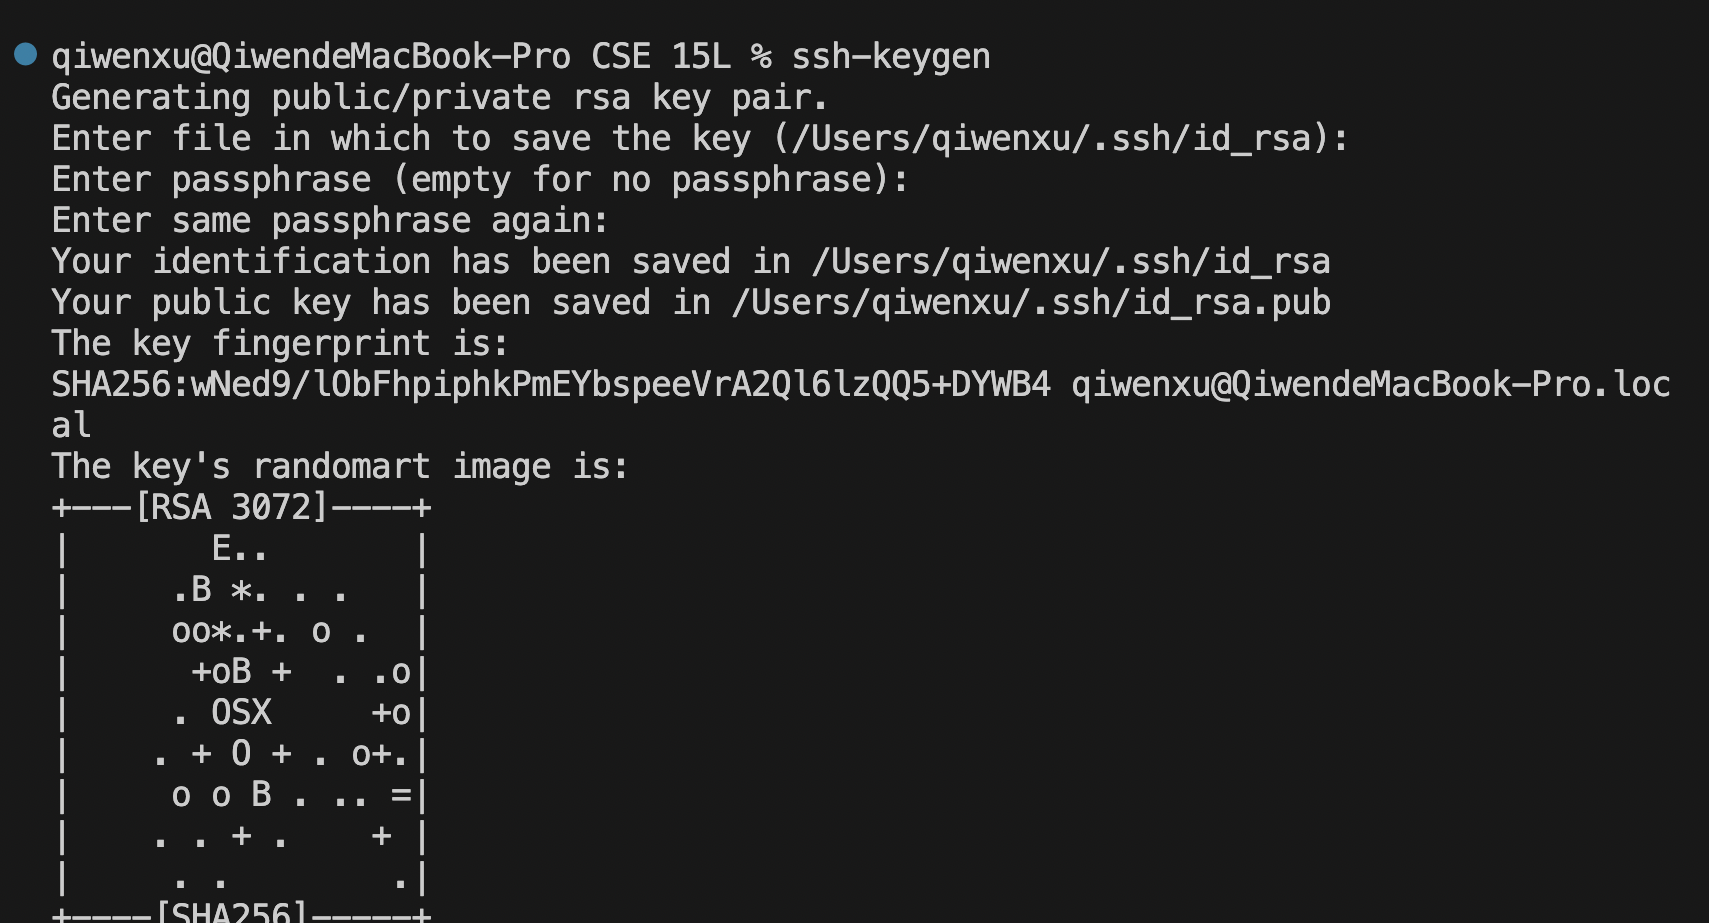 qiwenxu@QiwendeMacBook-Pro CSE 15L % ssh-keygen
Generating public/private rsa key pair.
Enter file in which to save the key (/Users/qiwenxu/.ssh/id_rsa):
Enter passphrase (empty for no passphrase):
Enter same passphrase again:
Your identification has been saved in /Users/qiwenxu/.ssh/id_rsa
Your public key has been saved in /Users/qiwenxu/.ssh/id_rsa.pub
The key fingerprint is:
SHA256:wNed9/lObFhpiphkPmEYbspeeVrA2Ql6lzQQ5+DYWB4 qiwenxu@QiwendeMacBook-Pro.loc
al
The key's randomart image is:
+---[RSA 3072]----+
|       E..       |
|     .B *. . .   |
|     oo*.+. o .  |
|      +oB +  . .o|
|     . OSX     +o|
|    . + O + . o+.|
|     o o B . .. =|
|    . . + .    + |
|     . .        .|
+----[SHA256]-----+